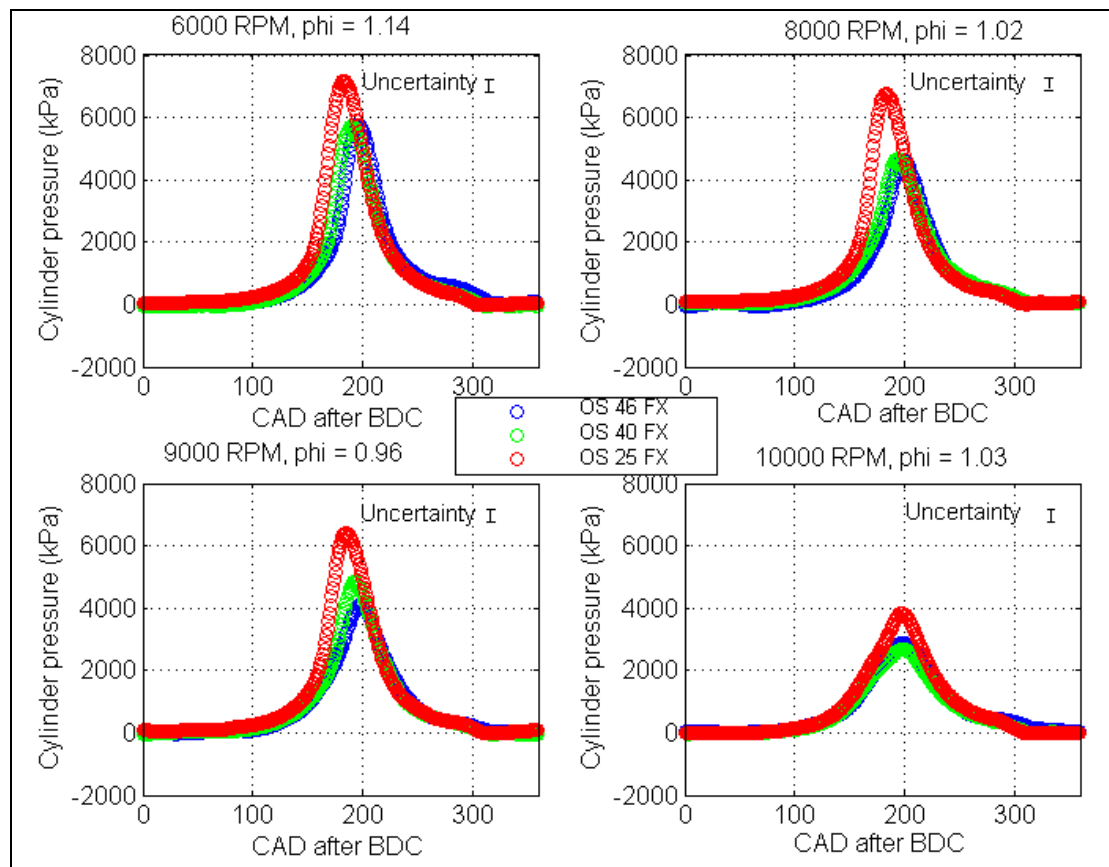 6000 RPM, phi = 1.14
8000
6000
4000
2000
0
-2000
Cylinder pressure (kPa)
Uncertainty
0 100 200 300
CAD after BDC
8000 RPM, phi = 1.02
8000
6000
4000
2000
0
-2000
Cylinder pressure (kPa)
Uncertainty
0 100 200 300
CAD after BDC
OS 46 FX
OS 40 FX
OS 25 FX
9000 RPM, phi = 0.96
8000
6000
4000
2000
0
-2000
Cylinder pressure (kPa)
Uncertainty
0 100 200 300
CAD after BDC
10000 RPM, phi = 1.03
8000
6000
4000
2000
0
-2000
Cylinder pressure (kPa)
Uncertainty
0 100 200 300
CAD after BDC